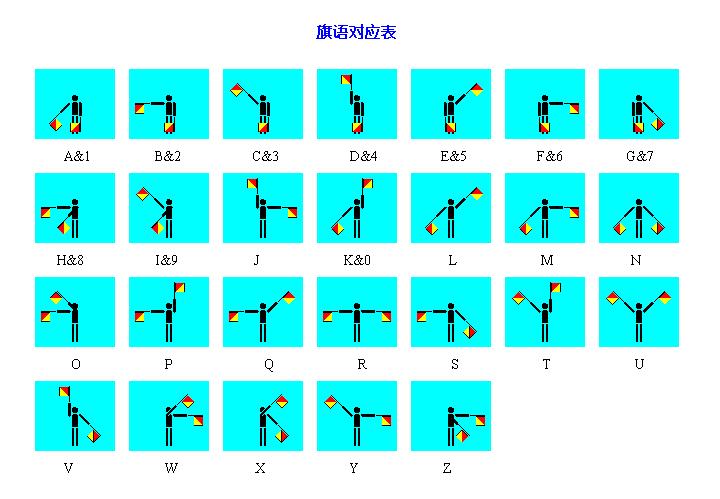 旗语对应表
A&1 B&2 C&3 D&4 E&5 F&6 G&7
H&8 I&9 J K&0 L M N
O P Q R S T U
V W X Y Z